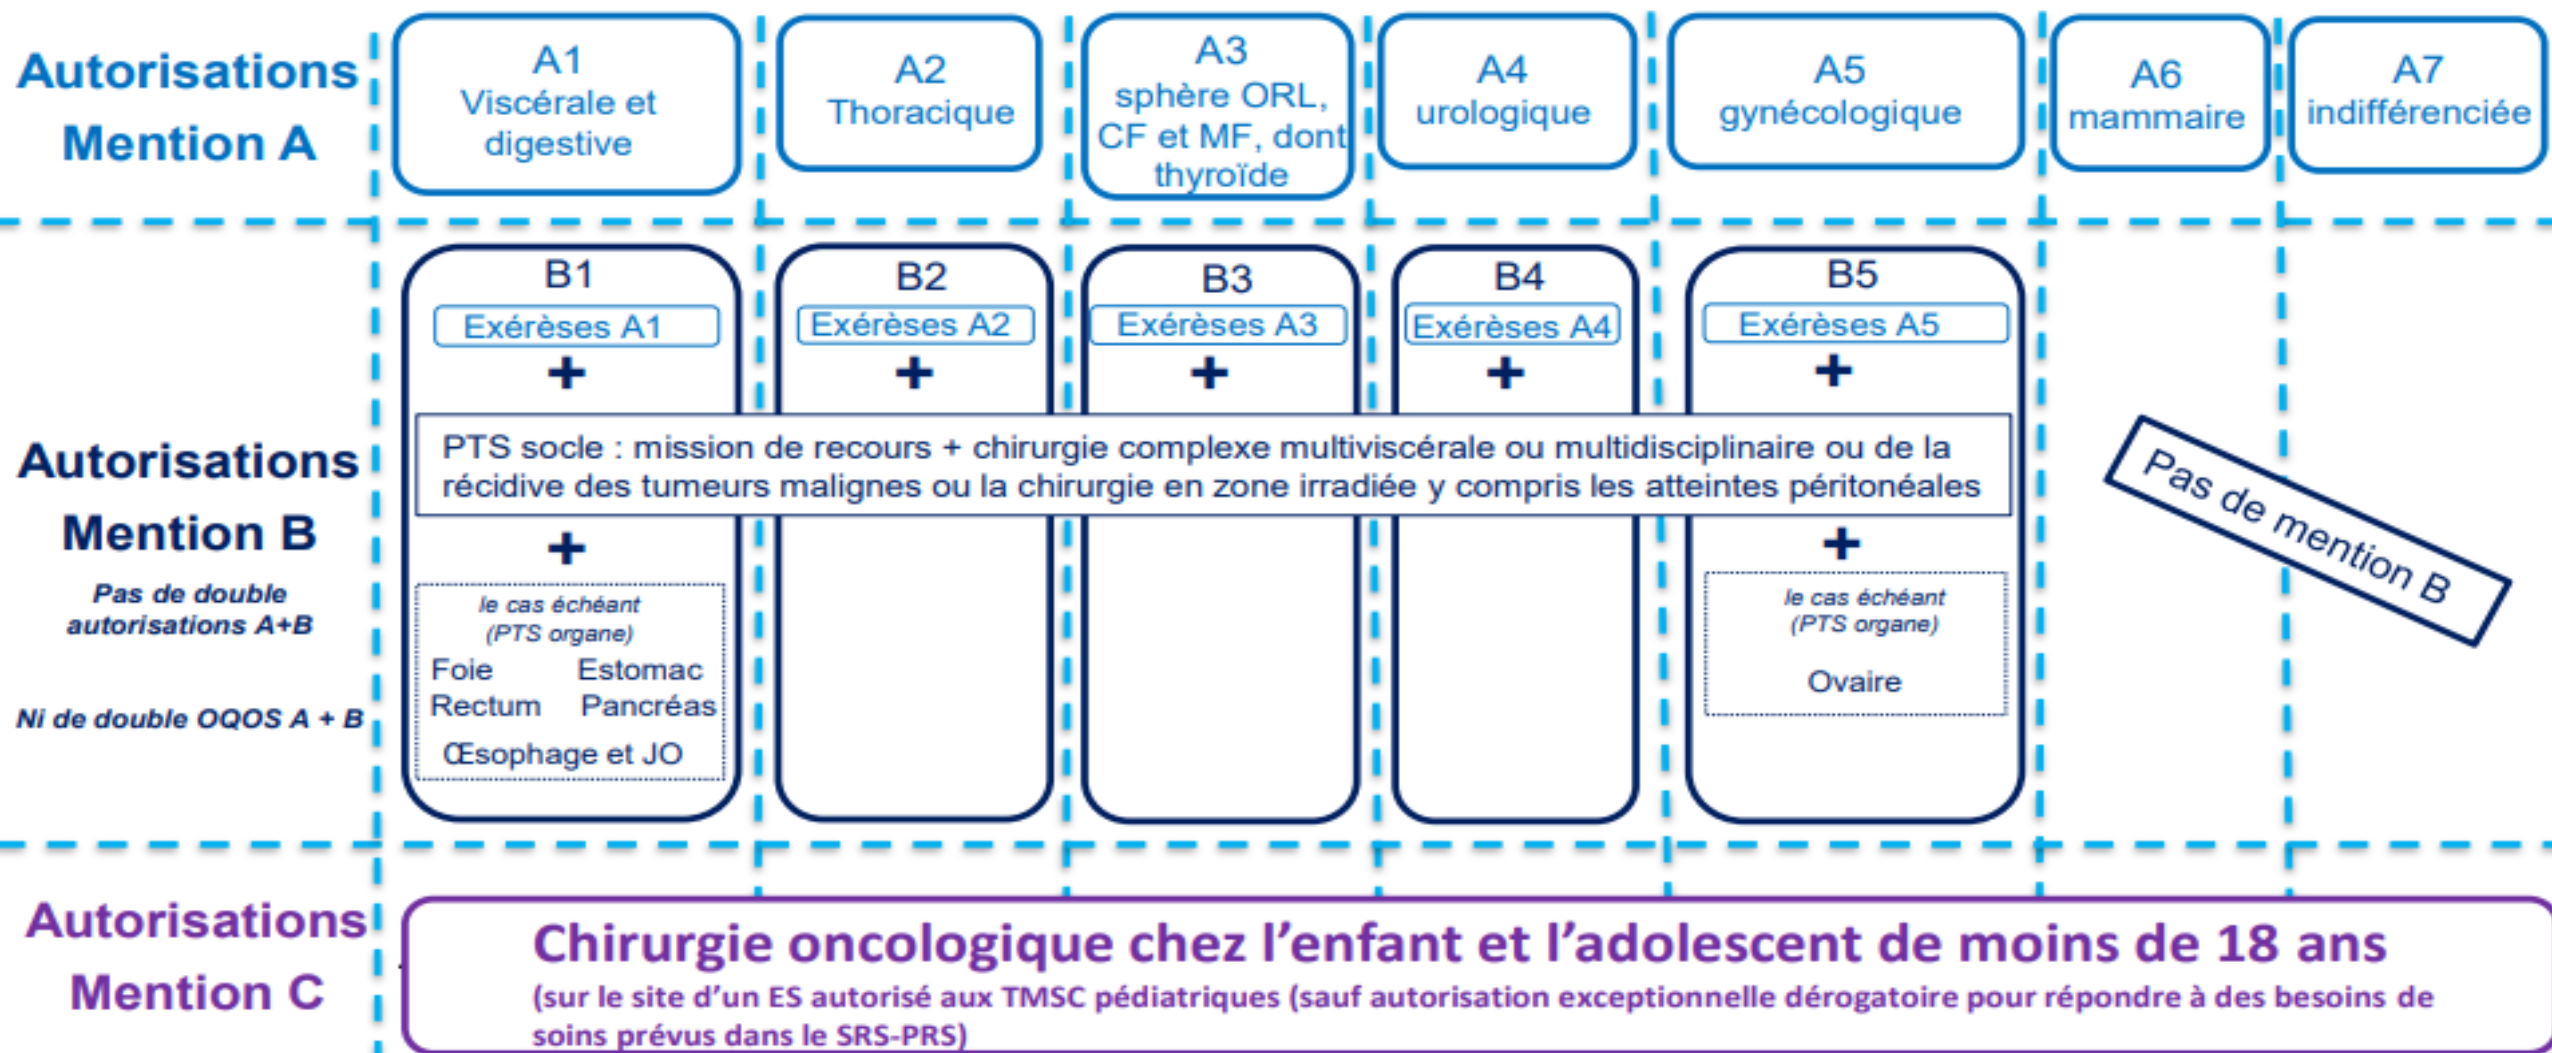 Autorisations
Mention A
A1
Viscérale et
digestive
A2
Thoracique
A3
sphère ORL,
CF et MF, dont
thyroïde
A4
urologique
A5
gynécologique
A6
mammaire
A7
indifférenciée
Autorisations
Mention B
Pas de double
autorisations A+B
Ni de double OQOS A + B
B1
Exérèses A1
+
B2
Exérèses A2
+
B3
Exérèses A3
+
B4
Exérèses A4
+
B5
Exérèses A5
+
PTS socle : mission de recours + chirurgie complexe multiviscérale ou multidisciplinaire ou de la
récidive des tumeurs malignes ou la chirurgie en zone irradiée y compris les atteintes péritonéales
+
le cas échéant
(PTS organe)
Foie Estomac
Rectum Pancréas
Œsophage et JO
+
le cas échéant
(PTS organe)
Ovaire
Pas de mention B
Autorisations
Mention C
Chirurgie oncologique chez l'enfant et l'adolescent de moins de 18 ans
(sur le site d'un ES autorisé aux TMSC pédiatriques (sauf autorisation exceptionnelle dérogatoire pour répondre à des besoins de
soins prévus dans le SRS-PRS)